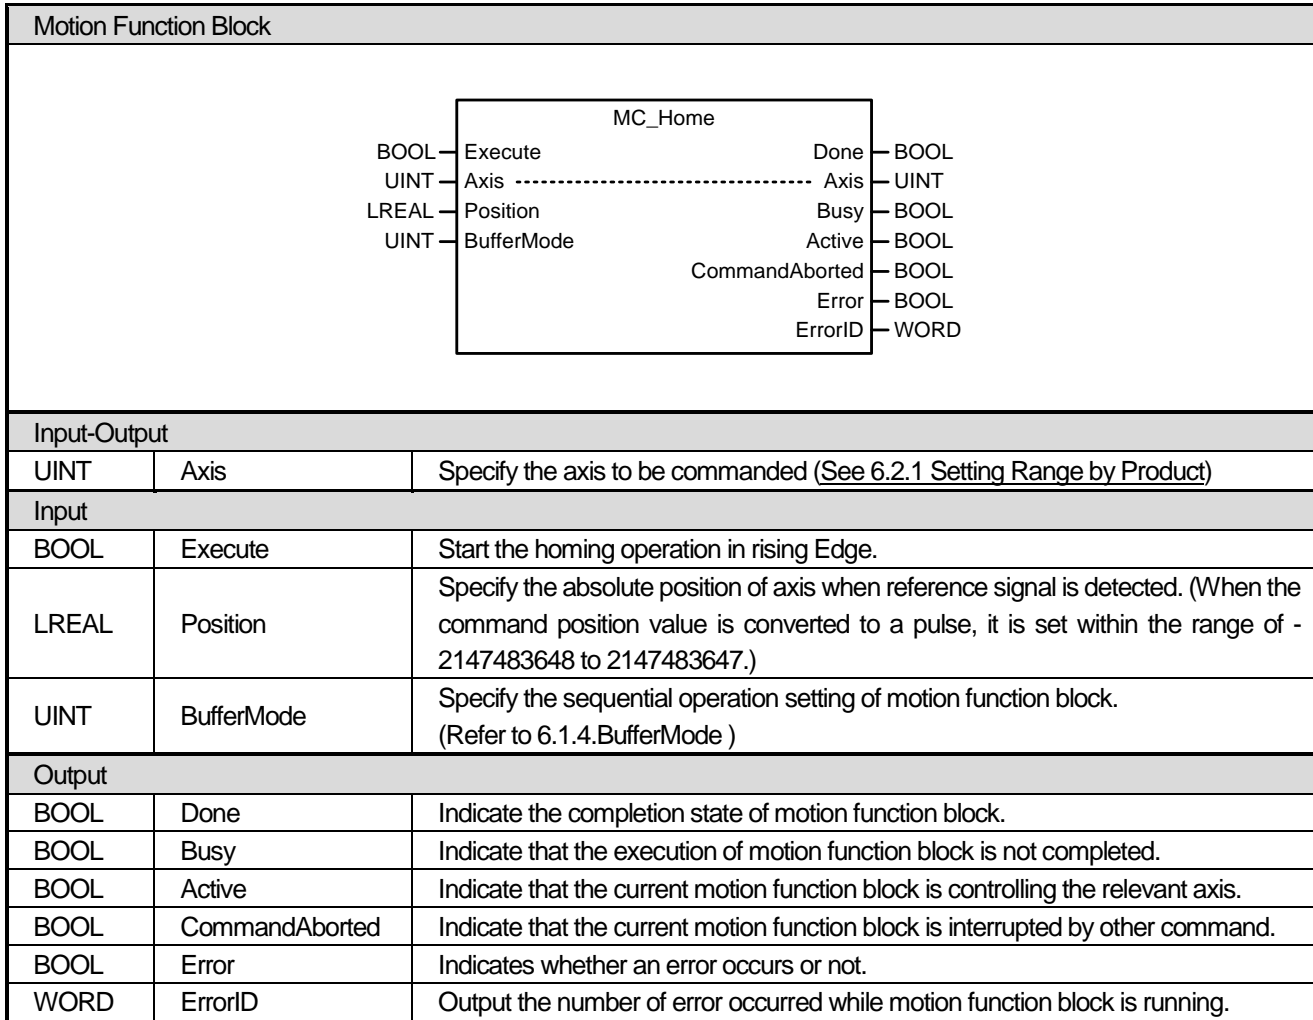 Motion Function Block
MC_Home
BOOL Execute Done BOOL
UINT Axis Axis UINT
LREAL Position Busy BOOL
UINT BufferMode Active BOOL
CommandAborted BOOL
Error BOOL
ErrorID WORD
Input-Output
UINT Axis Specify the axis to be commanded (See 6.2.1 Setting Range by Product)
Input
BOOL Execute Start the homing operation in rising Edge.
LREAL Position Specify the absolute position of axis when reference signal is detected. (When the
command position value is converted to a pulse, it is set within the range of -
2147483648 to 2147483647.)
UINT BufferMode Specify the sequential operation setting of motion function block.
(Refer to 6.1.4.BufferMode )
Output
BOOL Done Indicate the completion state of motion function block.
BOOL Busy Indicate that the execution of motion function block is not completed.
BOOL Active Indicate that the current motion function block is controlling the relevant axis.
BOOL CommandAborted Indicate that the current motion function block is interrupted by other command.
BOOL Error Indicates whether an error occurs or not.
WORD ErrorID Output the number of error occurred while motion function block is running.